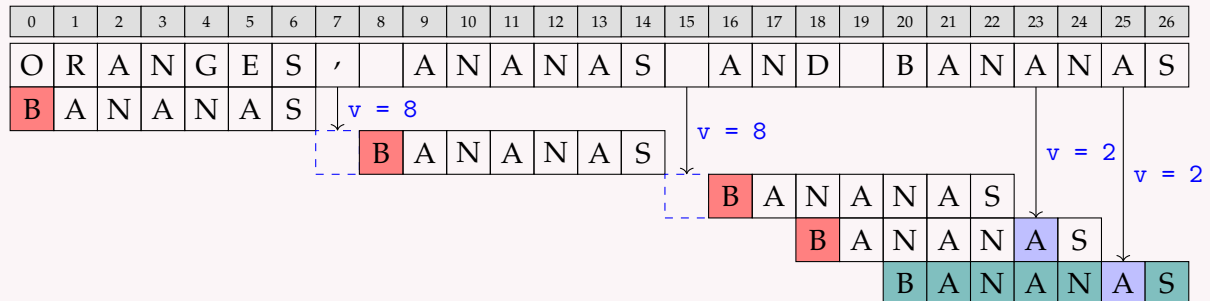 0 1 2 3 4 5 6 7 8 9 10 11 12 13 14 15 16 17 18 19 20 21 22 23 24 25 26
O R A N G E S , A N A N A S A N D B A N A N A S
B A N A N A S v = 8
B A N A N A S v = 8
B A N A N A S v = 2
B A N A N A S v = 2
B A N A N A S